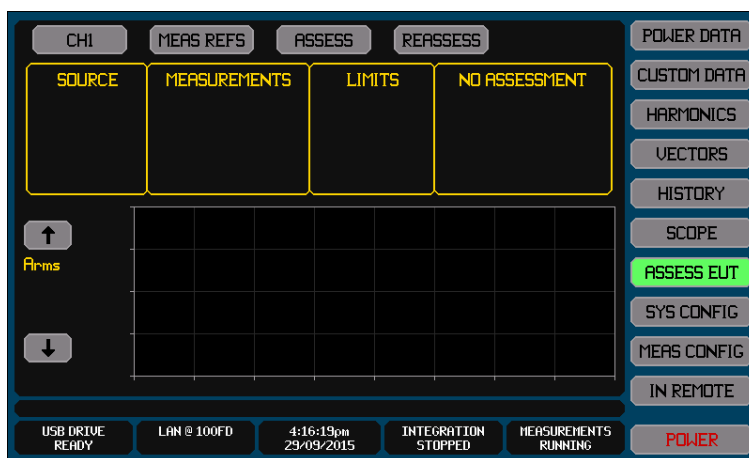 CH1 MEAS REFS ASSESS REASSESS
SOURCE MEASUREMENTS LIMITS NO ASSESSMENT
Arms
POWER DATA
CUSTOM DATA
HARMONICS
VECTORS
HISTORY
SCOPE
ASSESS EUT
SYS CONFIG
MEAS CONFIG
IN REMOTE
POWER
USB DRIVE
READY
LAN @ 100FD
4:16:19pm
29/09/2015
INTEGRATION
STOPPED
MEASUREMENTS
RUNNING